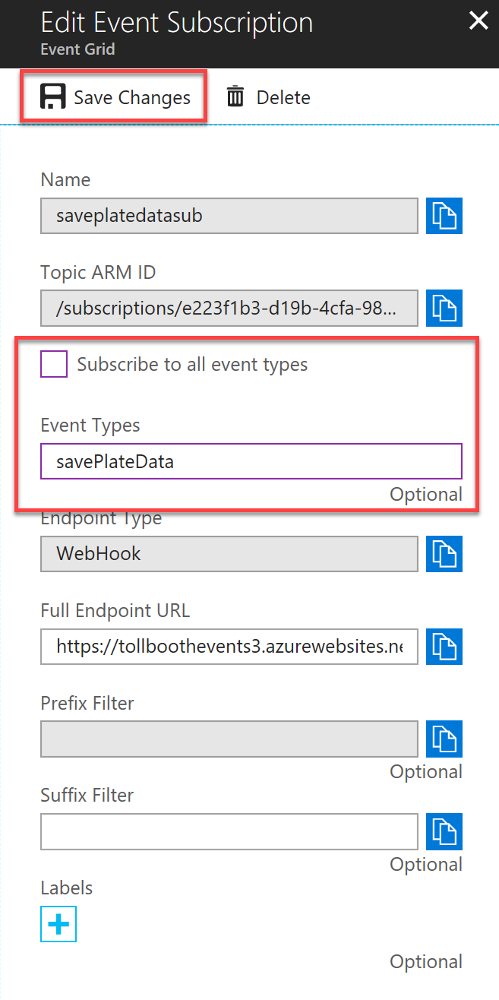 Edit Event Subscription
Event Grid
Save Changes
Delete
Name
saveplatedatasub
Topic ARM ID
/subscriptions/e223f1b3-d19b-4cfa-98...
Subscribe to all event types
Event Types
savePlateData
Optional
Endpoint Type
WebHook
Full Endpoint URL
https://tollboothevents3.azurewebsites.ne
Prefix Filter
Optional
Suffix Filter
Optional
Labels
Optional